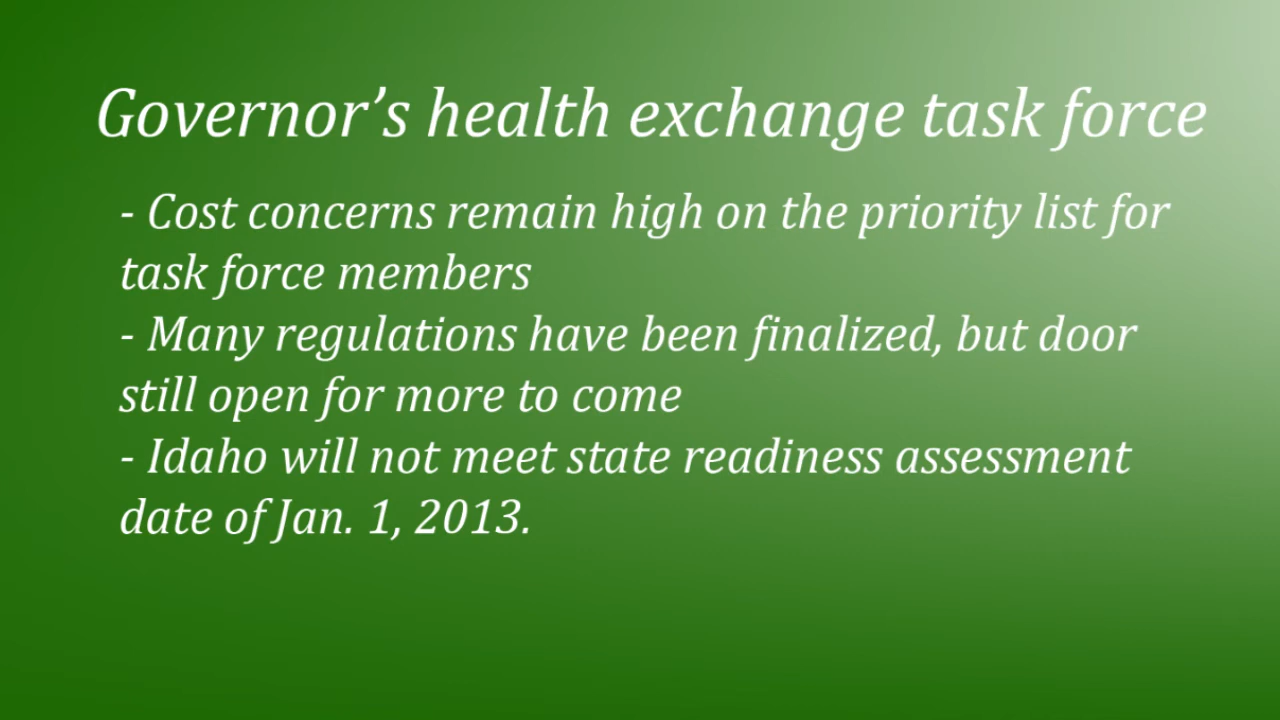 Governor’s health exchange task force
- Cost concerns remain high on the priority list for
task force members
- Many regulations have been finalized, but door
still open for more to come
- Idaho will not meet state readiness assessment
date of Jan. 1, 2013.